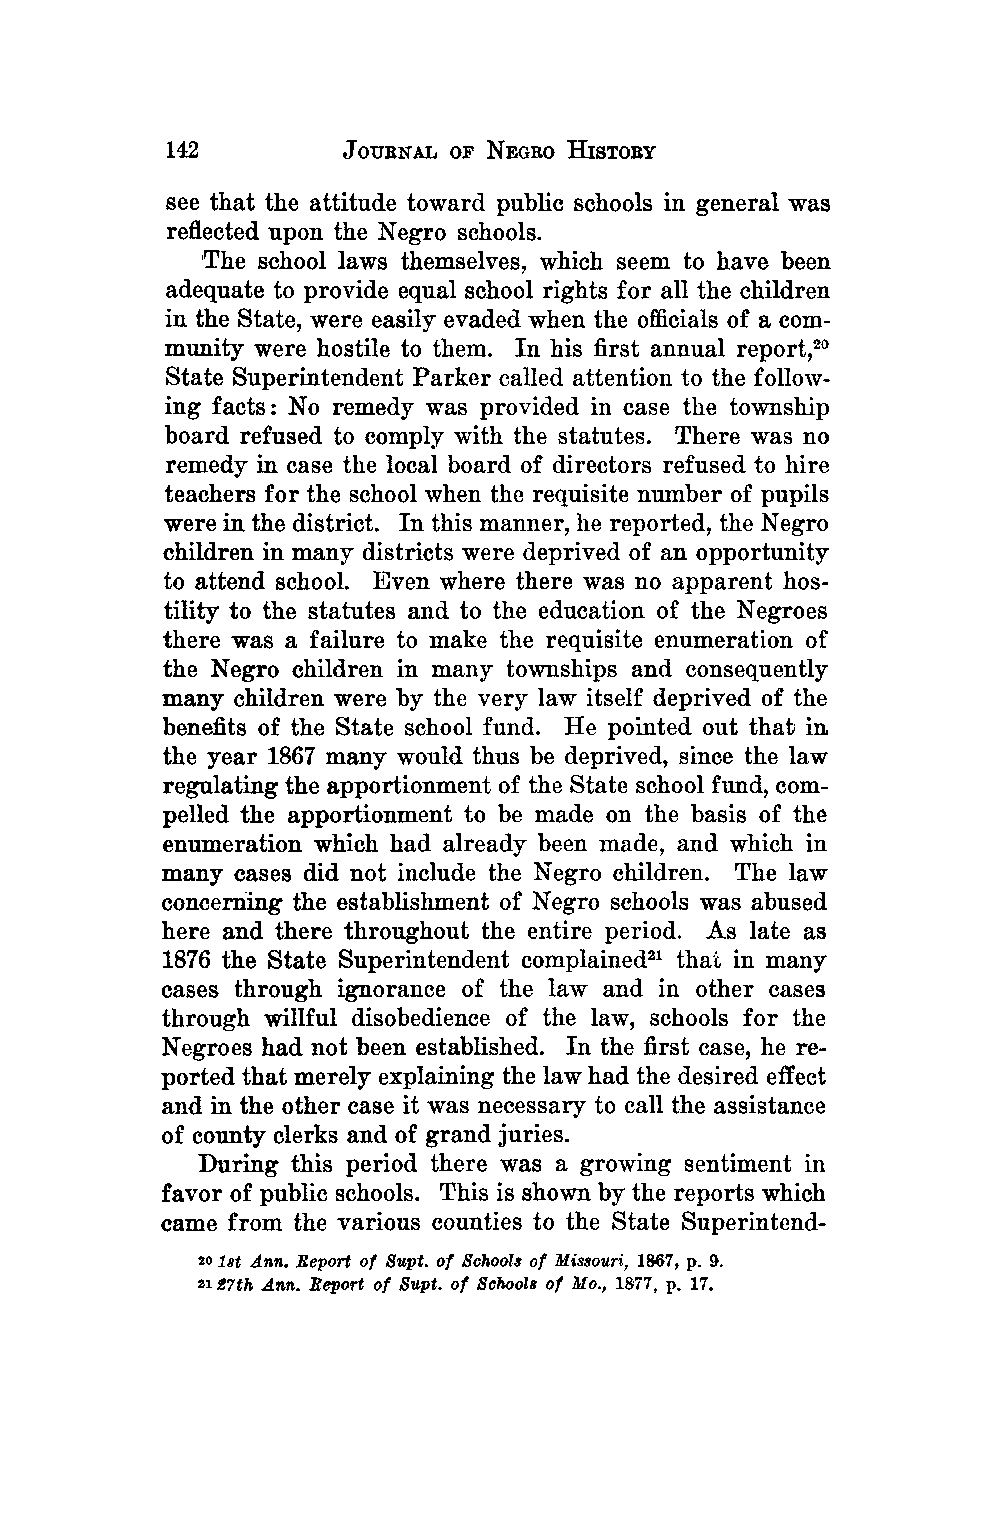 142 JOURNAL OF NEGRO HISTORY
see that the attitude toward public schools in general was
reflected upon the Negro schools.
The school laws themselves, which seem to have been
adequate to provide equal school rights for all the children
in the State, were easily evaded when the officials of a com-
munity were hostile to them. In his first annual report,²⁰
State Superintendent Parker called attention to the follow-
ing facts: No remedy was provided in case the township
board refused to comply with the statutes. There was no
remedy in case the local board of directors refused to hire
teachers for the school when the requisite number of pupils
were in the district. In this manner, he reported, the Negro
children in many districts were deprived of an opportunity
to attend school. Even where there was no apparent hos-
tility to the statutes and to the education of the Negroes
there was a failure to make the requisite enumeration of
the Negro children in many townships and consequently
many children were by the very law itself deprived of the
benefits of the State school fund. He pointed out that in
the year 1867 many would thus be deprived, since the law
regulating the apportionment of the State school fund, com-
pelled the apportionment to be made on the basis of the
enumeration which had already been made, and which in
many cases did not include the Negro children. The law
concerning the establishment of Negro schools was abused
here and there throughout the entire period. As late as
1876 the State Superintendent complained²¹ that in many
cases through ignorance of the law and in other cases
through willful disobedience of the law, schools for the
Negroes had not been established. In the first case, he re-
ported that merely explaining the law had the desired effect
and in the other case it was necessary to call the assistance
of county clerks and of grand juries.
During this period there was a growing sentiment in
favor of public schools. This is shown by the reports which
came from the various counties to the State Superintend-
²⁰ 1st Ann. Report of Supt. of Schools of Missouri, 1867, p. 9.
²¹ 27th Ann. Report of Supt. of Schools of Mo., 1877, p. 17.